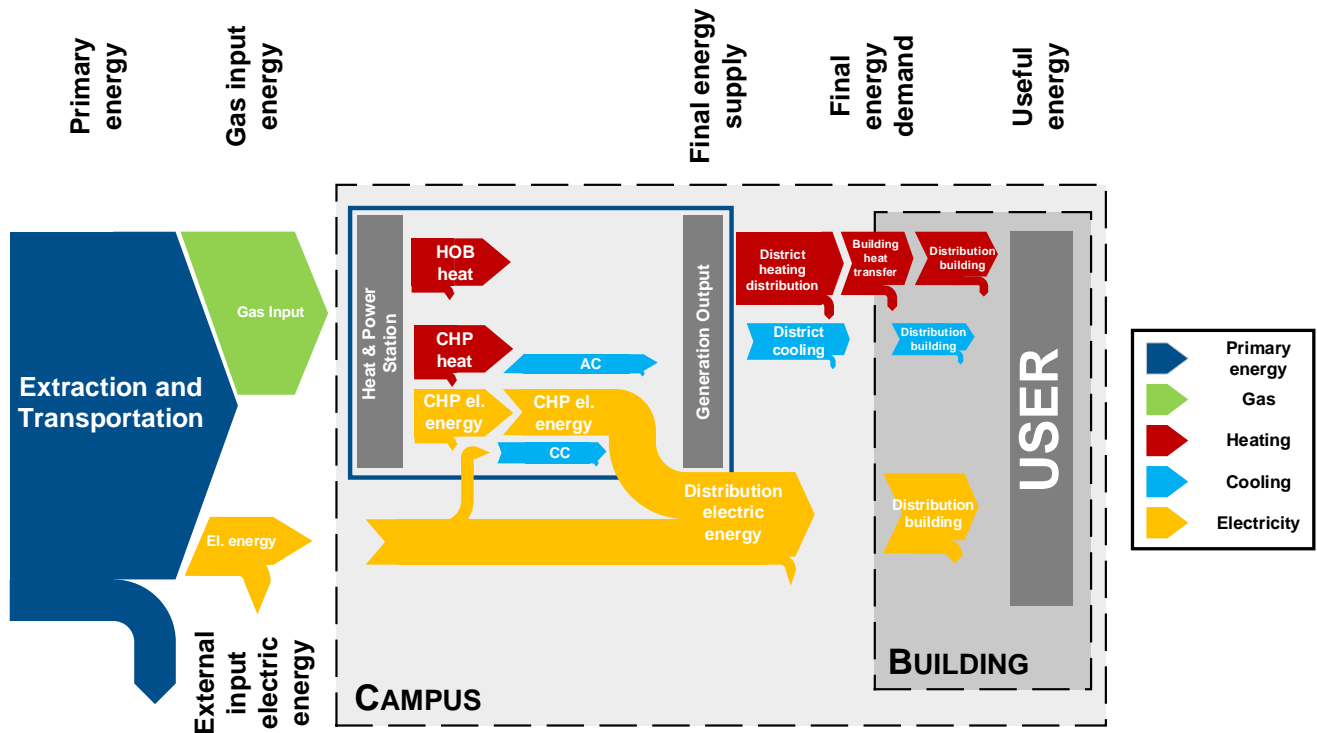 Primary
energy
Gas input
energy
Final energy
supply
Final
energy
demand
Useful
energy
Extraction and
Transportation
Gas Input
El. energy
External
input
electric
energy
Heat & Power
Station
HOB
heat
CHP
heat
CHP el.
energy
CHP el.
energy
AC
CC
Generation Output
District
heating
distribution
Building
heat
transfer
Distribution
building
District
cooling
Distribution
building
Distribution
electric
energy
Distribution
building
USER
BUILDING
CAMPUS
Primary
energy
Gas
Heating
Cooling
Electricity